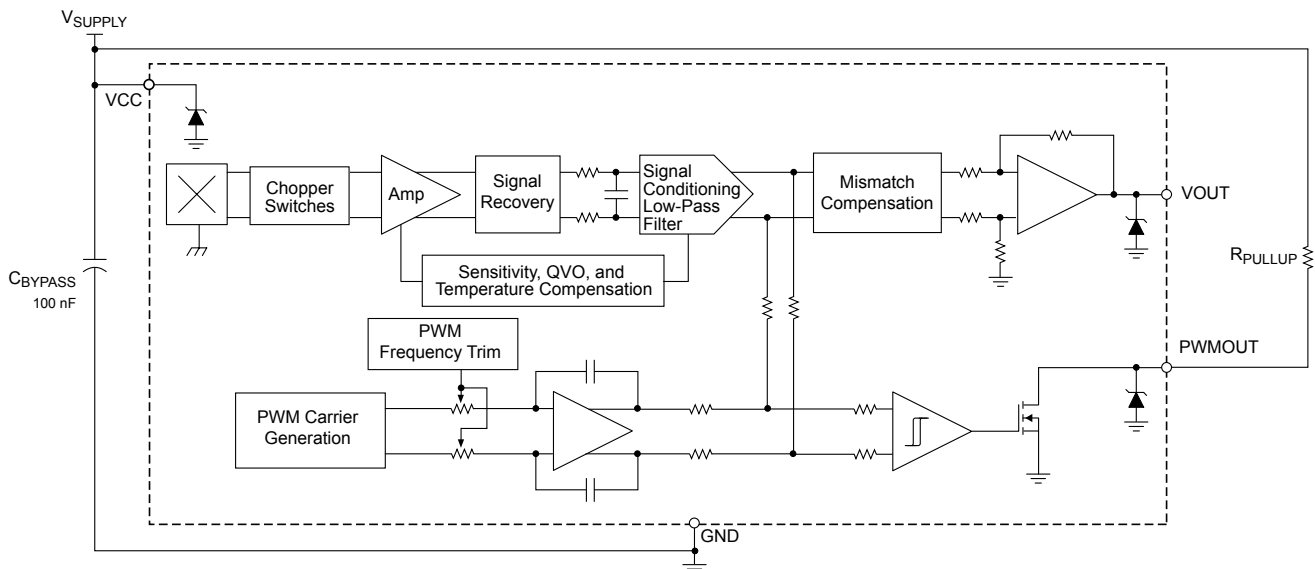 VSUPPLY
VCC
Chopper
Switches
Amp
Signal
Recovery
Signal
Conditioning
Low-Pass
Filter
Mismatch
Compensation
VOUT
CBYPASS
100 nF
Sensitivity, QVO, and
Temperature Compensation
RPULLUP
PWM
Frequency Trim
PWMOUT
PWM Carrier
Generation
GND